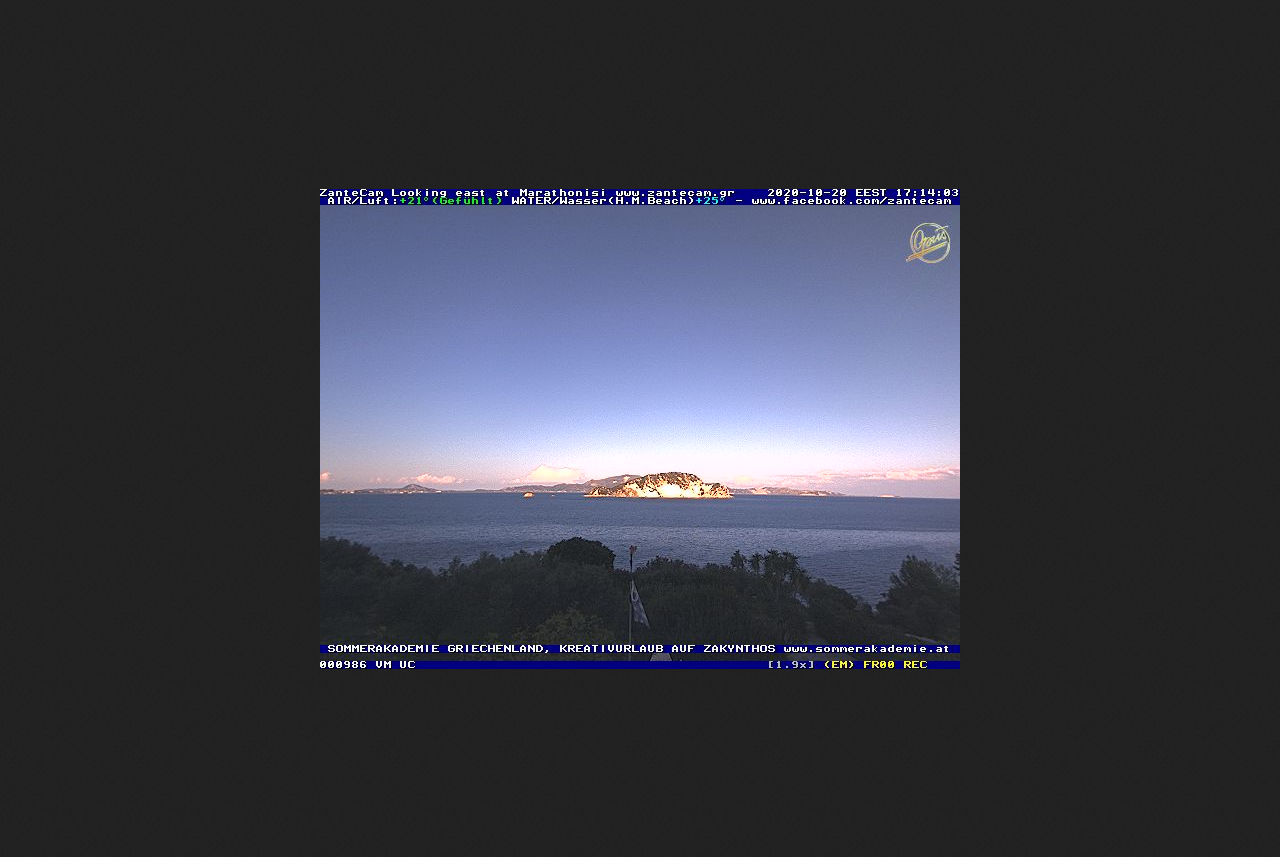 ZanteCam Looking east at Marathonisi www.zantecam.gr 2020-10-20 EEST 17:14:03
AIR/Luft:+21°(Gefühlt) WATER/Wasser(H.M.Beach)+25° - www.facebook.com/zantecam
Opus
SOMMERAKADEMIE GRIECHENLAND, KREATIVURLAUB AUF ZAKYNTHOS www.sommerakademie.at
000986 VM UC [1.9x] (EM) FR00 REC